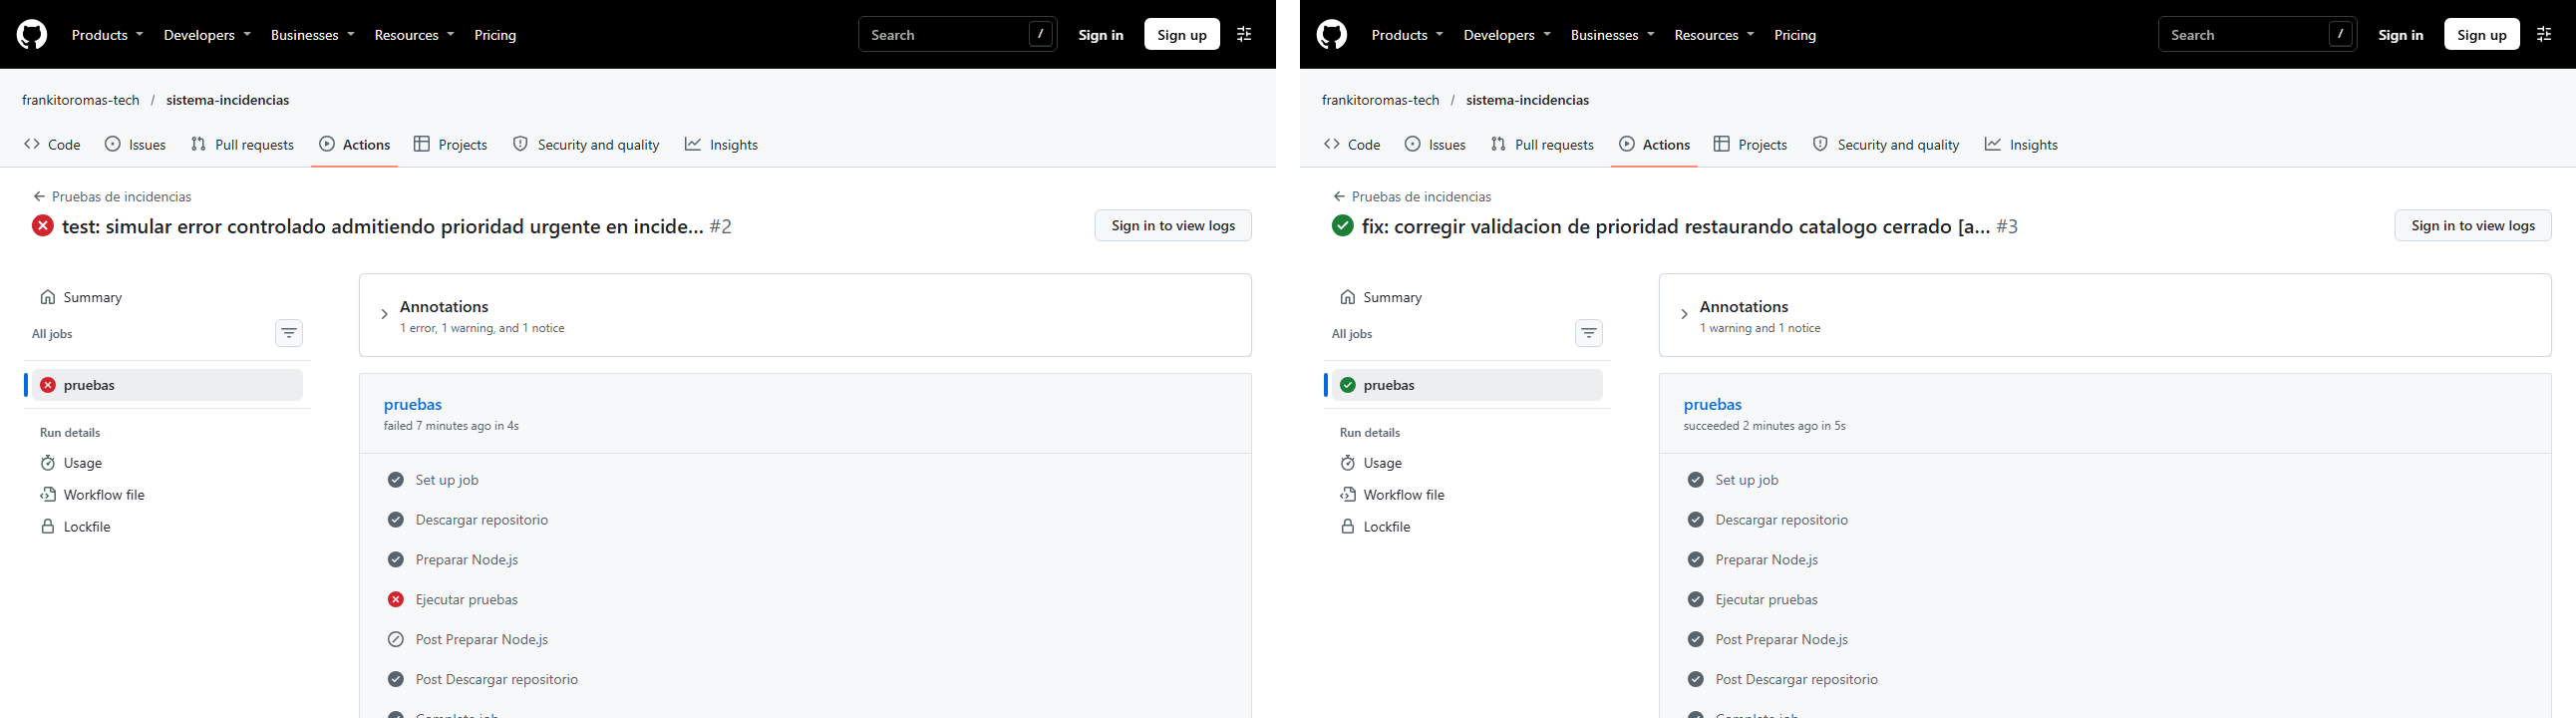 Products Developers Businesses Resources Pricing Search / Sign in Sign up
frankitoromas-tech / sistema-incidencias
Code Issues Pull requests Actions Projects Security and quality Insights
Pruebas de incidencias
test: simular error controlado admitiendo prioridad urgente en incide... #2
Sign in to view logs
Summary
All jobs
pruebas
Run details
Usage
Workflow file
Lockfile
Annotations
1 error, 1 warning, and 1 notice
pruebas
failed 7 minutes ago in 4s
Set up job
Descargar repositorio
Preparar Node.js
Ejecutar pruebas
Post Preparar Node.js
Post Descargar repositorio
Complete job
Products Developers Businesses Resources Pricing Search / Sign in Sign up
frankitoromas-tech / sistema-incidencias
Code Issues Pull requests Actions Projects Security and quality Insights
Pruebas de incidencias
fix: corregir validacion de prioridad restaurando catalogo cerrado [a... #3
Sign in to view logs
Summary
All jobs
pruebas
Run details
Usage
Workflow file
Lockfile
Annotations
1 warning and 1 notice
pruebas
succeeded 2 minutes ago in 5s
Set up job
Descargar repositorio
Preparar Node.js
Ejecutar pruebas
Post Preparar Node.js
Post Descargar repositorio
Complete job